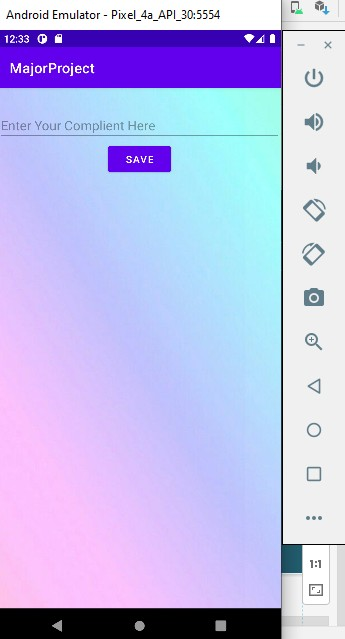 Android Emulator - Pixel_4a_API_30:5554
12:33
MajorProject
Enter Your Complient Here
SAVE
1:1